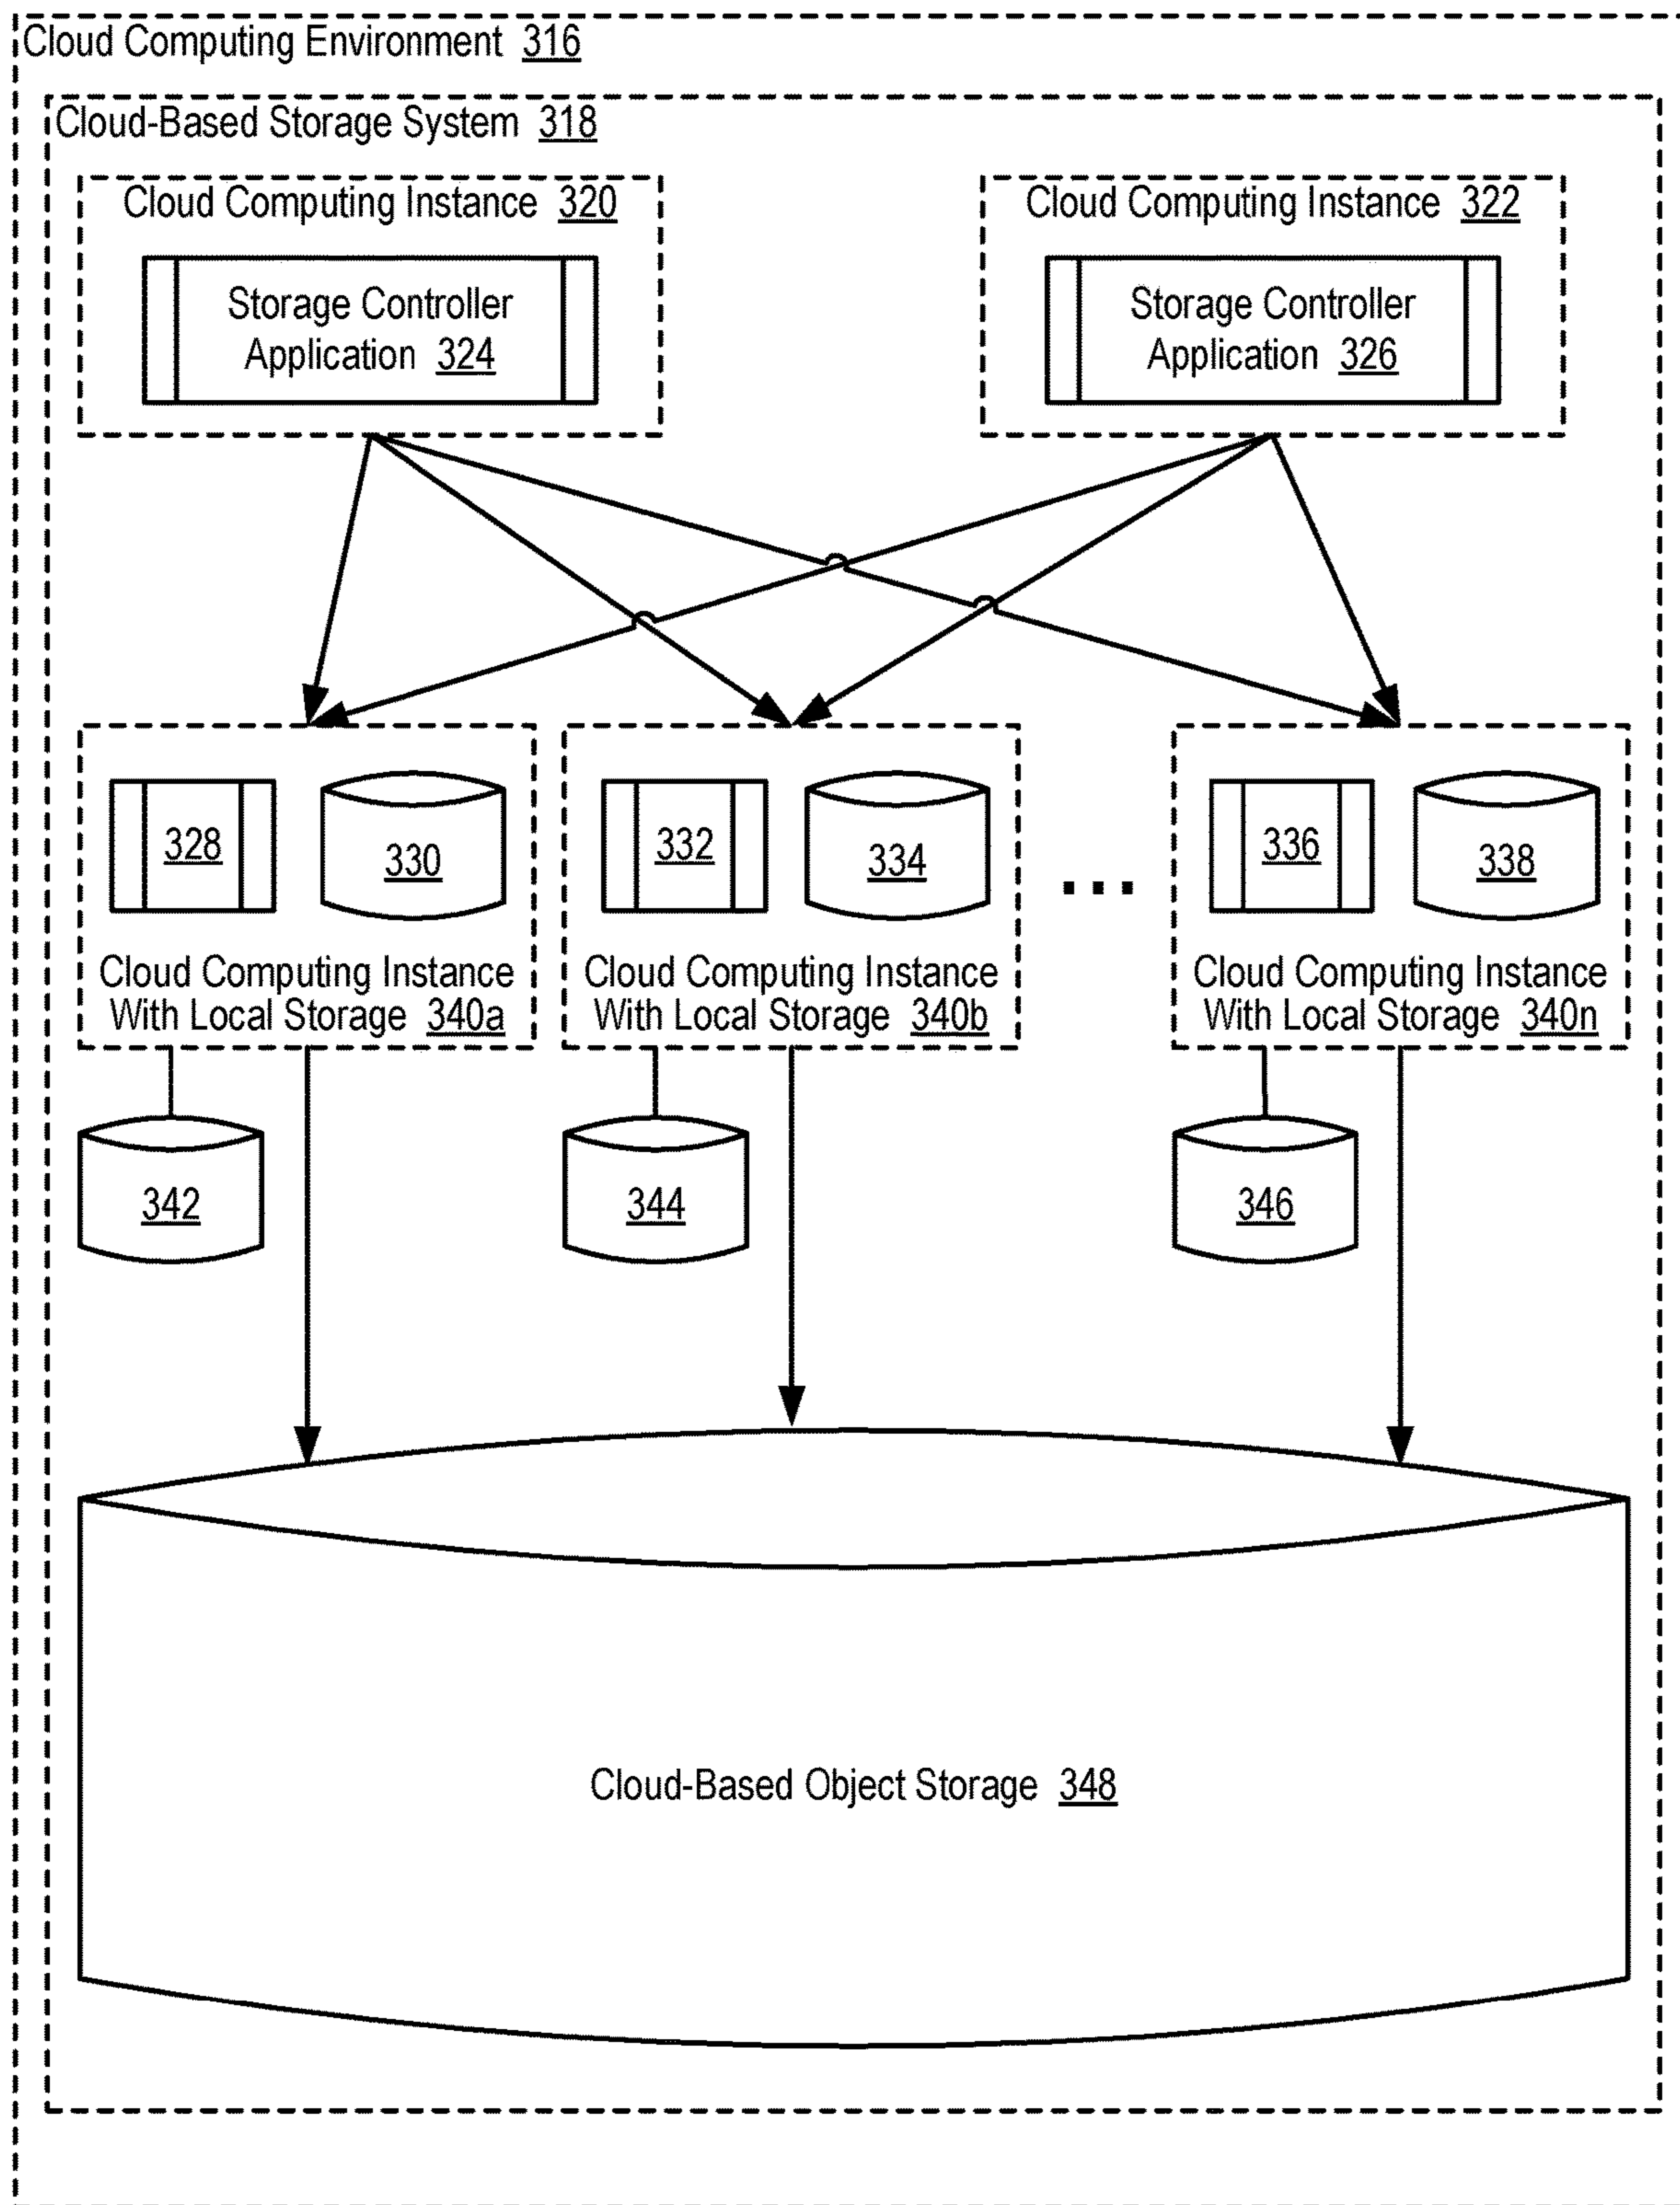 Cloud Computing Environment 316
Cloud-Based Storage System 318
Cloud Computing Instance 320
Storage Controller
Application 324
Cloud Computing Instance 322
Storage Controller
Application 326
328
330
Cloud Computing Instance
With Local Storage 340a
332
334
Cloud Computing Instance
With Local Storage 340b
...
336
338
Cloud Computing Instance
With Local Storage 340n
342
344
346
Cloud-Based Object Storage 348